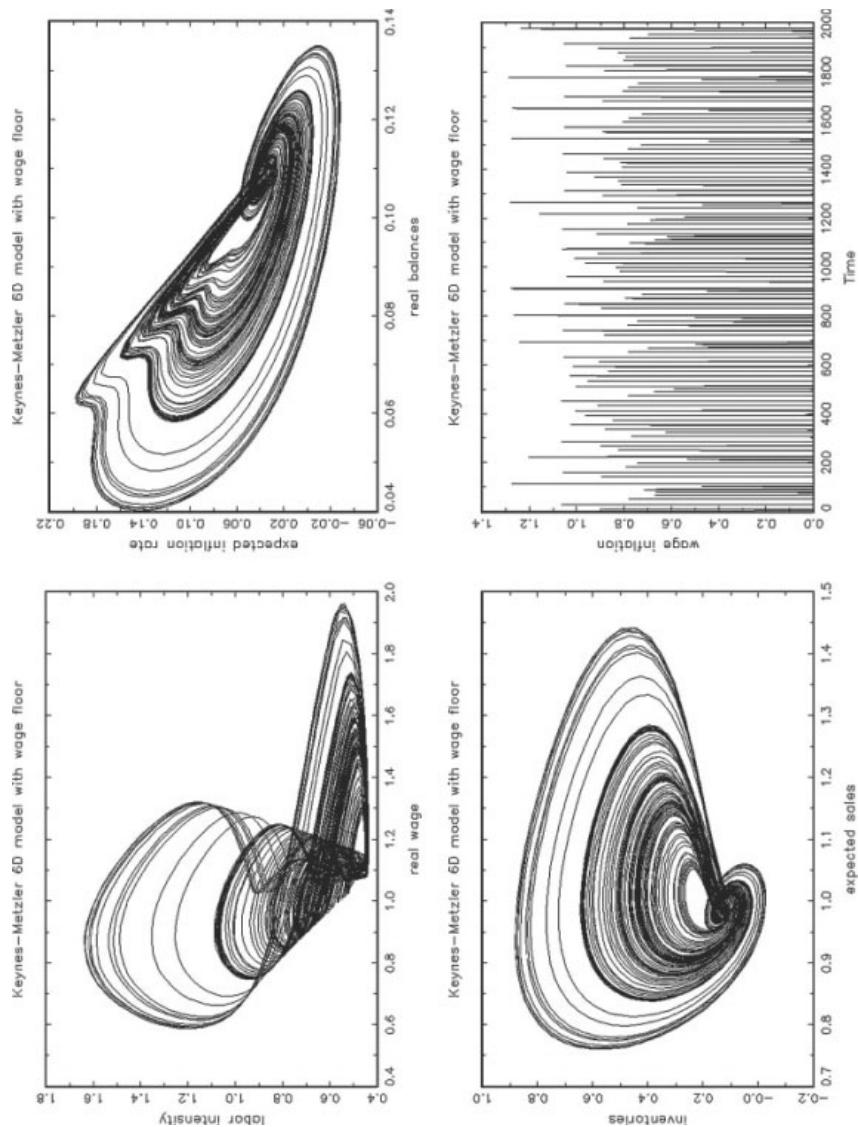 Keynes–Metzler 6D model with wage floor
labor intensity
1.8
1.6
1.4
1.2
1.0
0.8
0.6
0.4
0.4 0.6 0.8 1.0 1.2 1.4 1.6 1.8 2.0
real wage
Keynes–Metzler 6D model with wage floor
expected inflation rate
0.22
0.18
0.14
0.10
0.06
0.02
−0.02
−0.06
0.04 0.06 0.08 0.10 0.12 0.14
real balances
Keynes–Metzler 6D model with wage floor
inventories
1.0
0.8
0.6
0.4
0.2
−0.0
−0.2
0.7 0.8 0.9 1.0 1.1 1.2 1.3 1.4 1.5
expected sales
Keynes–Metzler 6D model with wage floor
wage inflation
1.4
1.2
1.0
0.8
0.6
0.4
0.2
0.0
0 200 400 600 800 1000 1200 1400 1600 1800 2000
Time